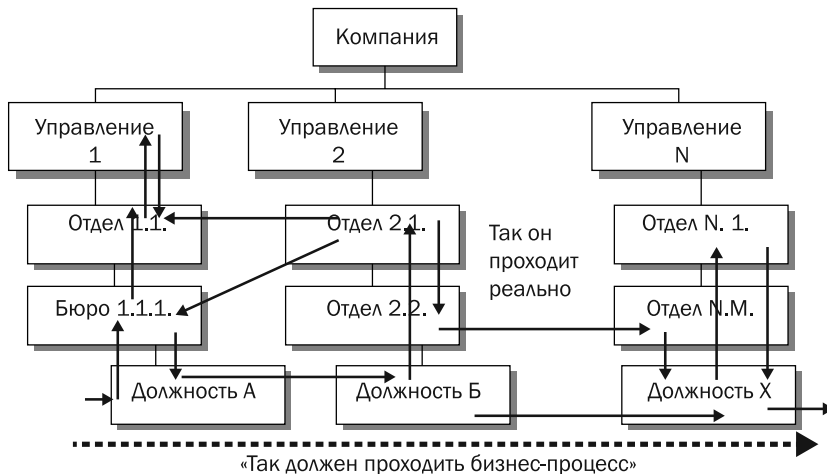 Компания
Управление
1
Управление
2
Управление
N
Отдел 1.1.
Отдел 2.1.
Отдел N. 1.
Так он
проходит
реально
Бюро 1.1.1.
Отдел 2.2.
Отдел N.M.
Должность А
Должность Б
Должность Х
«Так должен проходить бизнес-процесс»